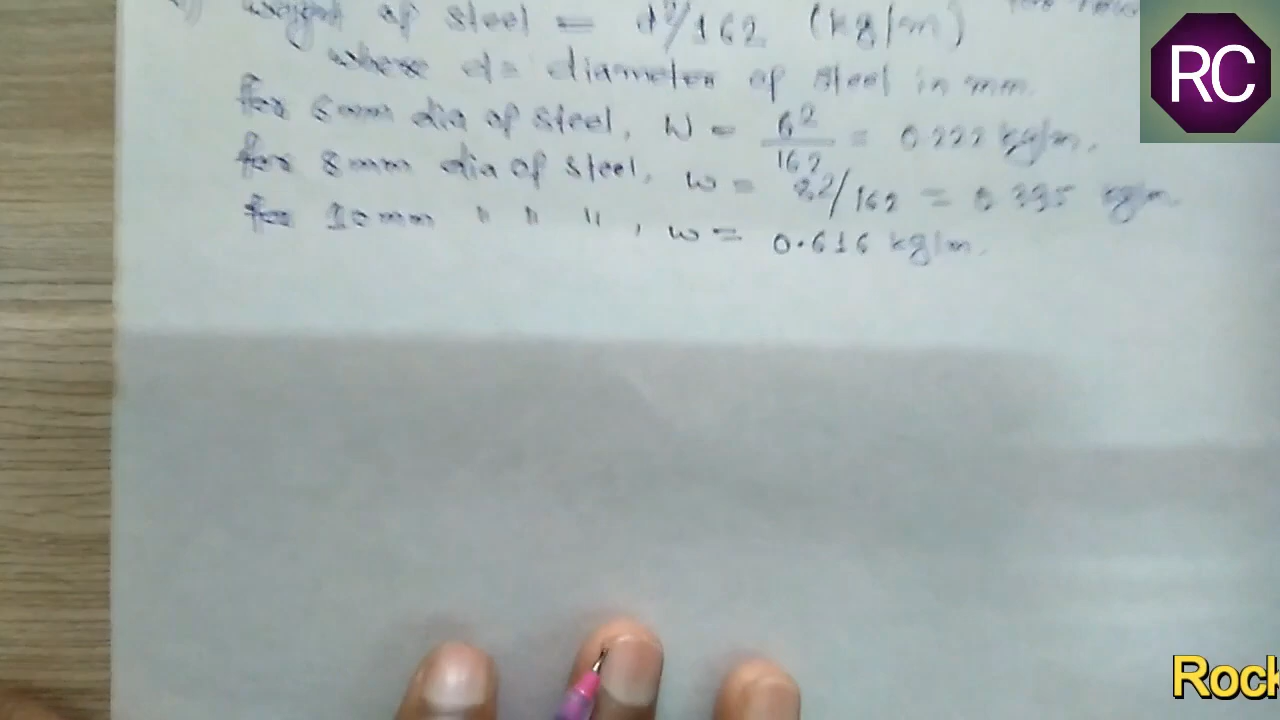 weight of steel = d²/162 (kg/m)
where d= diameter of steel in mm.
for 6mm dia of steel, W = 6²/162 = 0.222 kg/m.
for 8mm dia of steel, w = 8²/162 = 0.395 kg/m.
for 10mm " " " , w = 0.616 kg/m.
RC
Rock